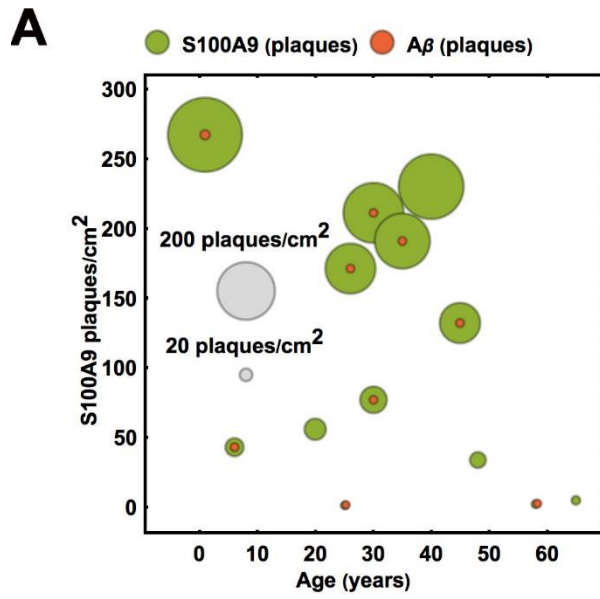 A
S100A9 (plaques) Aβ (plaques)
300
250
200
150
100
50
0
S100A9 plaques/cm²
200 plaques/cm²
20 plaques/cm²
0 10 20 30 40 50 60
Age (years)